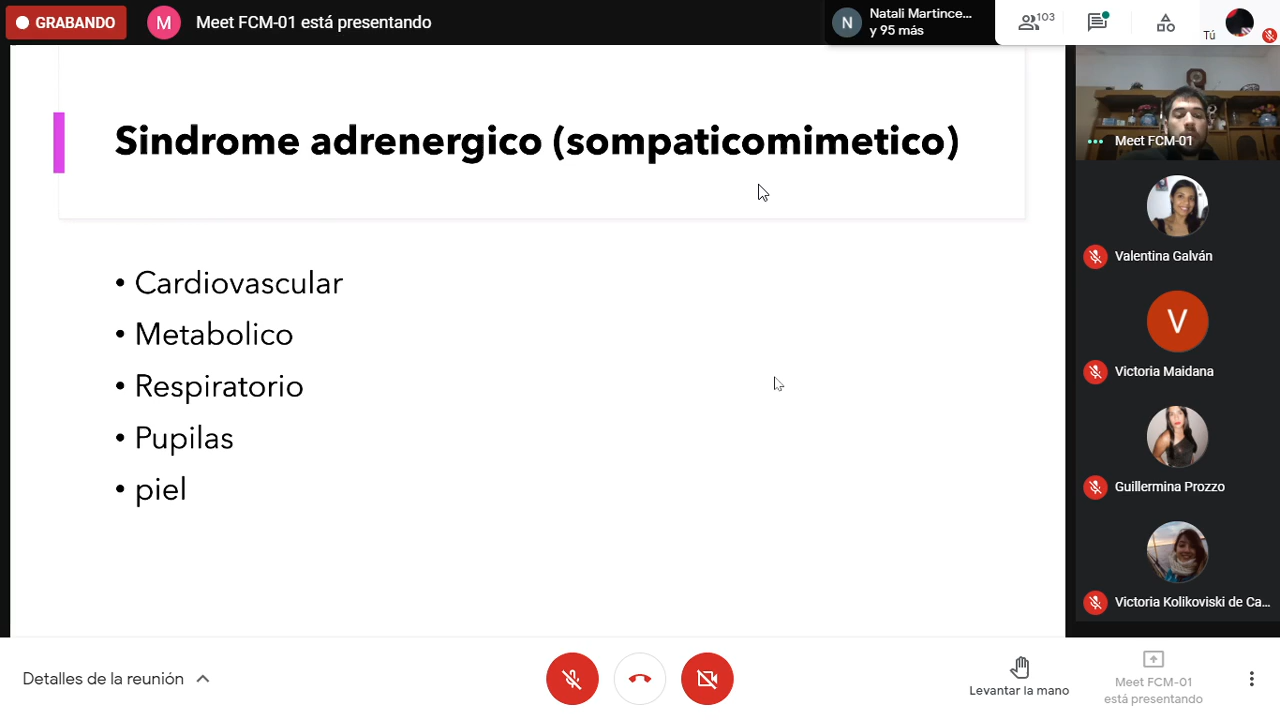 GRABANDO
M
Meet FCM-01 está presentando
N
Natali Martince...
y 95 más
103
Tú
Sindrome adrenergico (sompaticomimetico)
• Cardiovascular
• Metabolico
• Respiratorio
• Pupilas
• piel
Meet FCM-01
Valentina Galván
V
Victoria Maidana
Guillermina Prozzo
Victoria Kolikoviski de Ca...
Detalles de la reunión
Levantar la mano
Meet FCM-01
está presentando